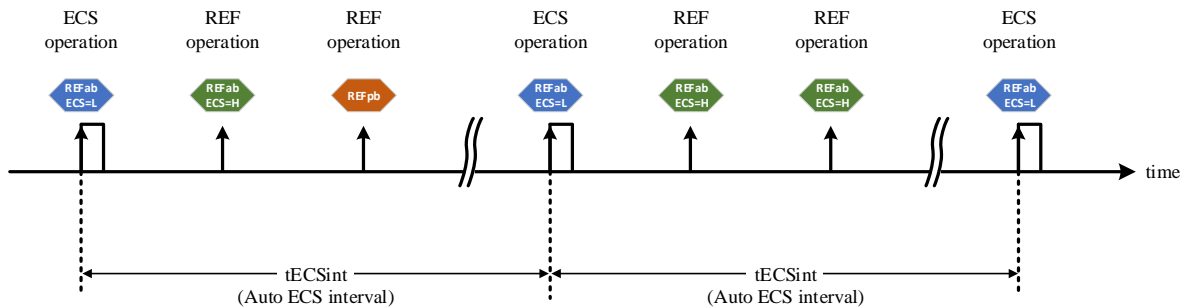 ECS
operation
REF
operation
REF
operation
ECS
operation
REF
operation
REF
operation
ECS
operation
REFab
ECS=L
REFab
ECS=H
REFpb
REFab
ECS=L
REFab
ECS=H
REFab
ECS=H
REFab
ECS=L
time
tECSint
(Auto ECS interval)
tECSint
(Auto ECS interval)